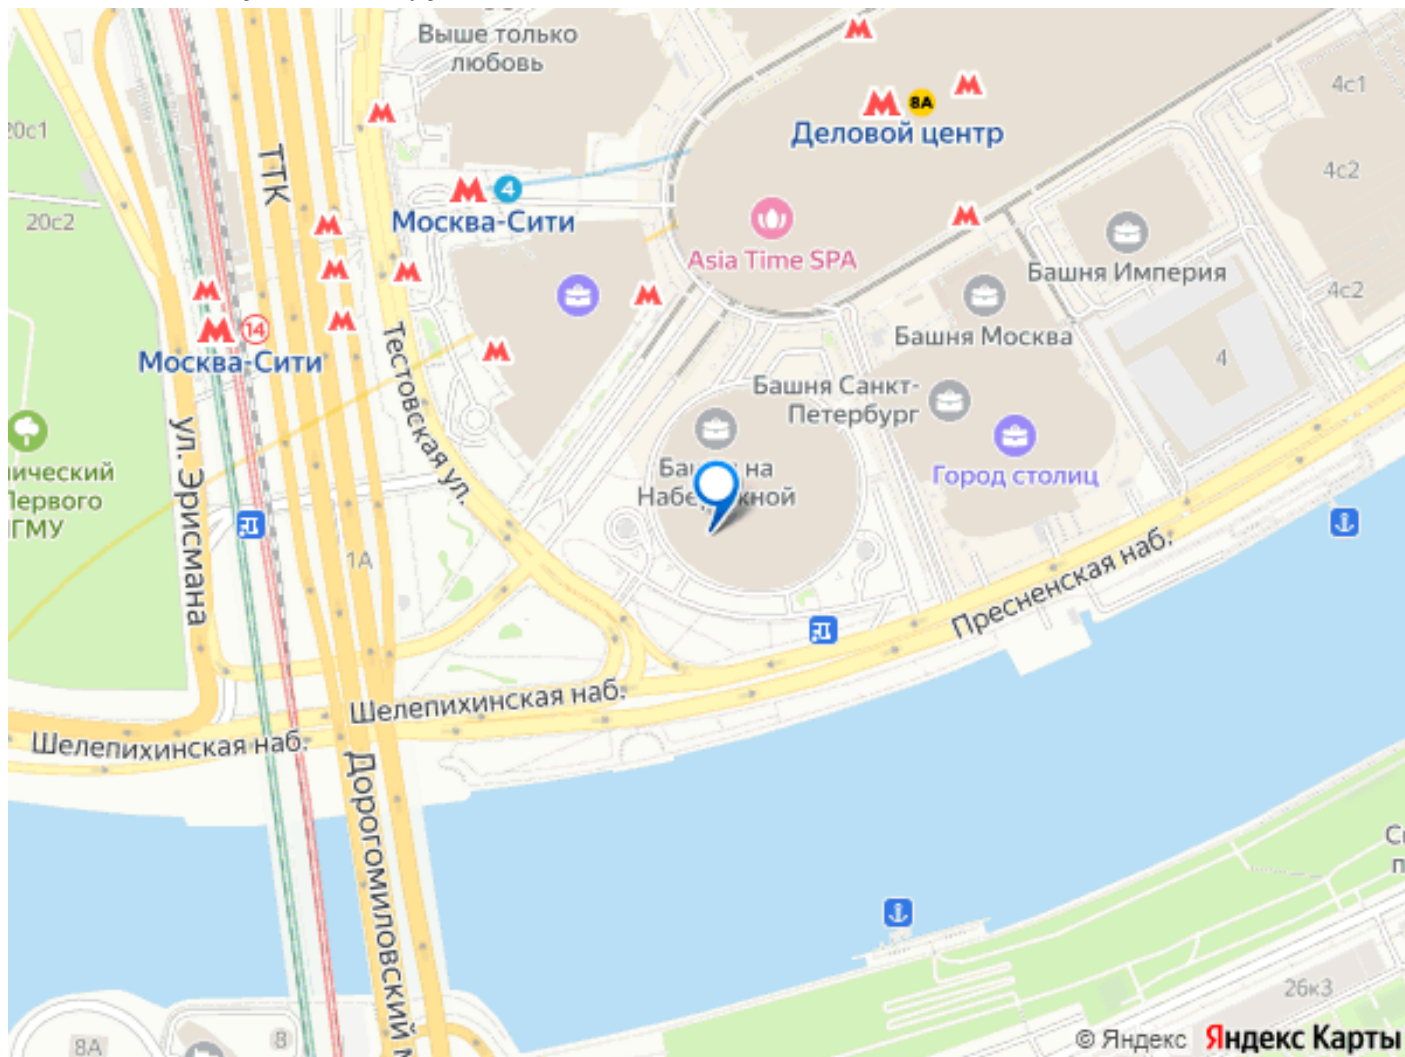 Выше только
любовь
8А
Деловой центр
4с1
20с1
ТТК
4
Москва-Сити
4с2
20с2
Asia Time SPA
Башня Империя
4с2
14
Москва-Сити
Башня Москва
4
Тестовская ул.
Башня Санкт-
Петербург
Город столиц
ул. Эрисмана
Первого
1А
Пресненская наб.
Шелепихинская наб.
Шелепихинская наб.
Дорогомиловский
26к3
8А
8
© Яндекс Яндекс Карты